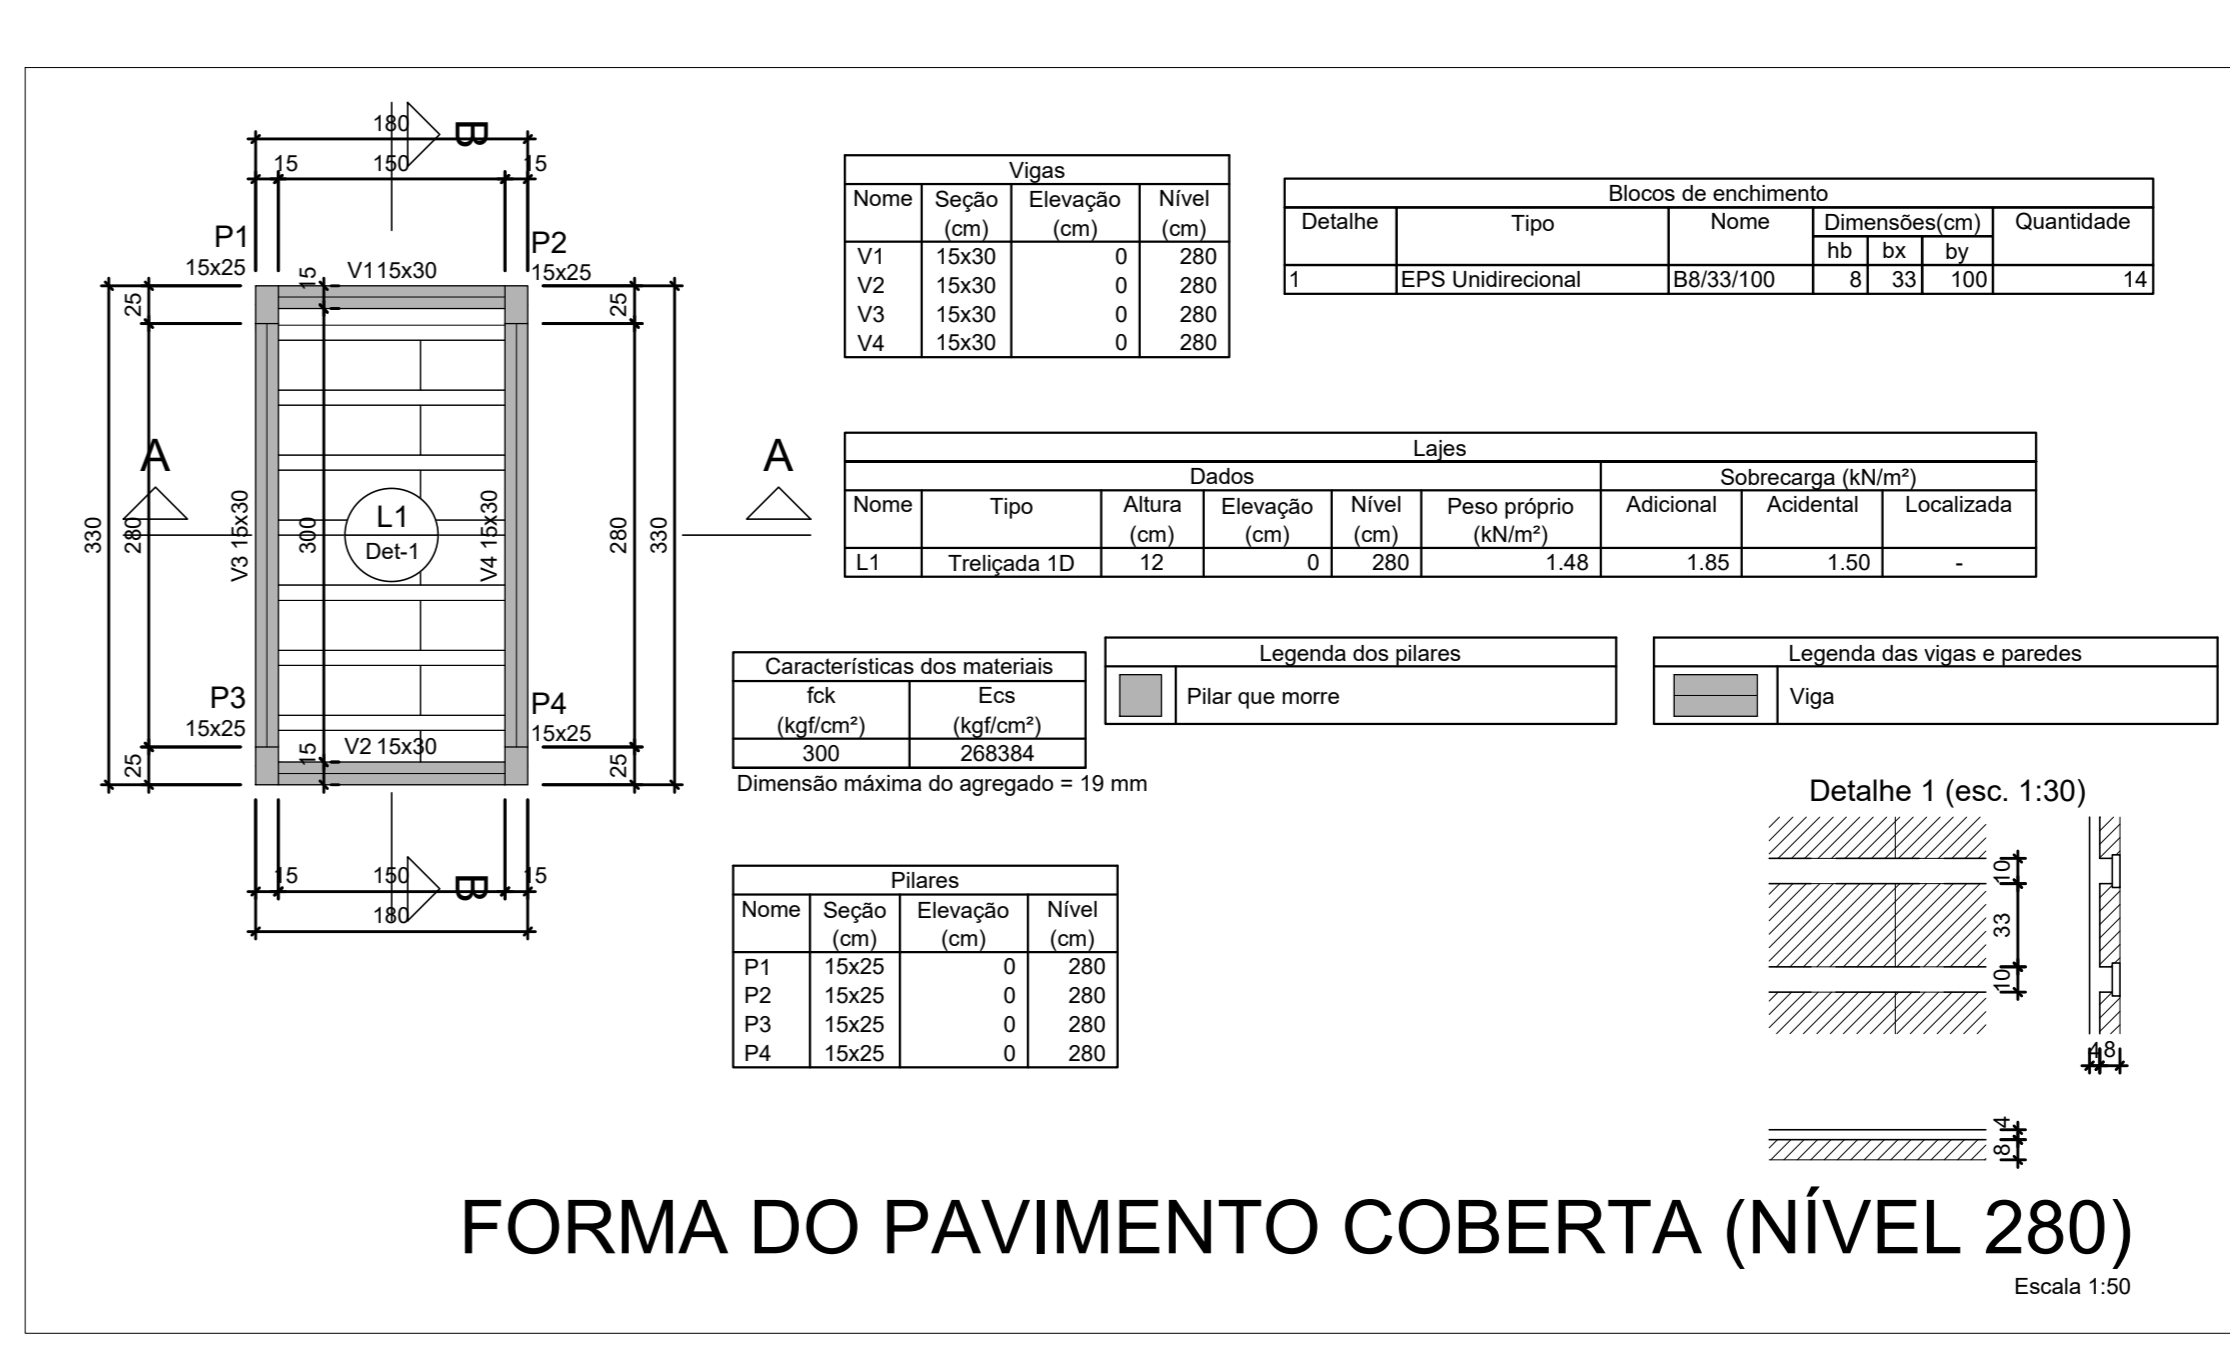 180
B
15 150 15
P1
15x25
P2
15x25
V1 15x30
15
25
25
A
A
330
280
V3 15x30
300
L1
Det-1
V4 15x30
280
330
P3
15x25
P4
15x25
V2 15x30
15
25
25
15 150 15
B
180
Vigas
Nome Seção Elevação Nível
(cm) (cm) (cm)
V1 15x30 0 280
V2 15x30 0 280
V3 15x30 0 280
V4 15x30 0 280
Blocos de enchimento
Detalhe Tipo Nome Dimensões(cm) Quantidade
hb bx by
1 EPS Unidirecional B8/33/100 8 33 100 14
Lajes
Dados Sobrecarga (kN/m²)
Nome Tipo Altura Elevação Nível Peso próprio Adicional Acidental Localizada
(cm) (cm) (cm) (kN/m²)
L1 Treliçada 1D 12 0 280 1.48 1.85 1.50 -
Características dos materiais
fck Ecs
(kgf/cm²) (kgf/cm²)
300 268384
Dimensão máxima do agregado = 19 mm
Legenda dos pilares
Pilar que morre
Legenda das vigas e paredes
Viga
Pilares
Nome Seção Elevação Nível
(cm) (cm) (cm)
P1 15x25 0 280
P2 15x25 0 280
P3 15x25 0 280
P4 15x25 0 280
Detalhe 1 (esc. 1:30)
10
33
10
4 8
4
8
FORMA DO PAVIMENTO COBERTA (NÍVEL 280)
Escala 1:50